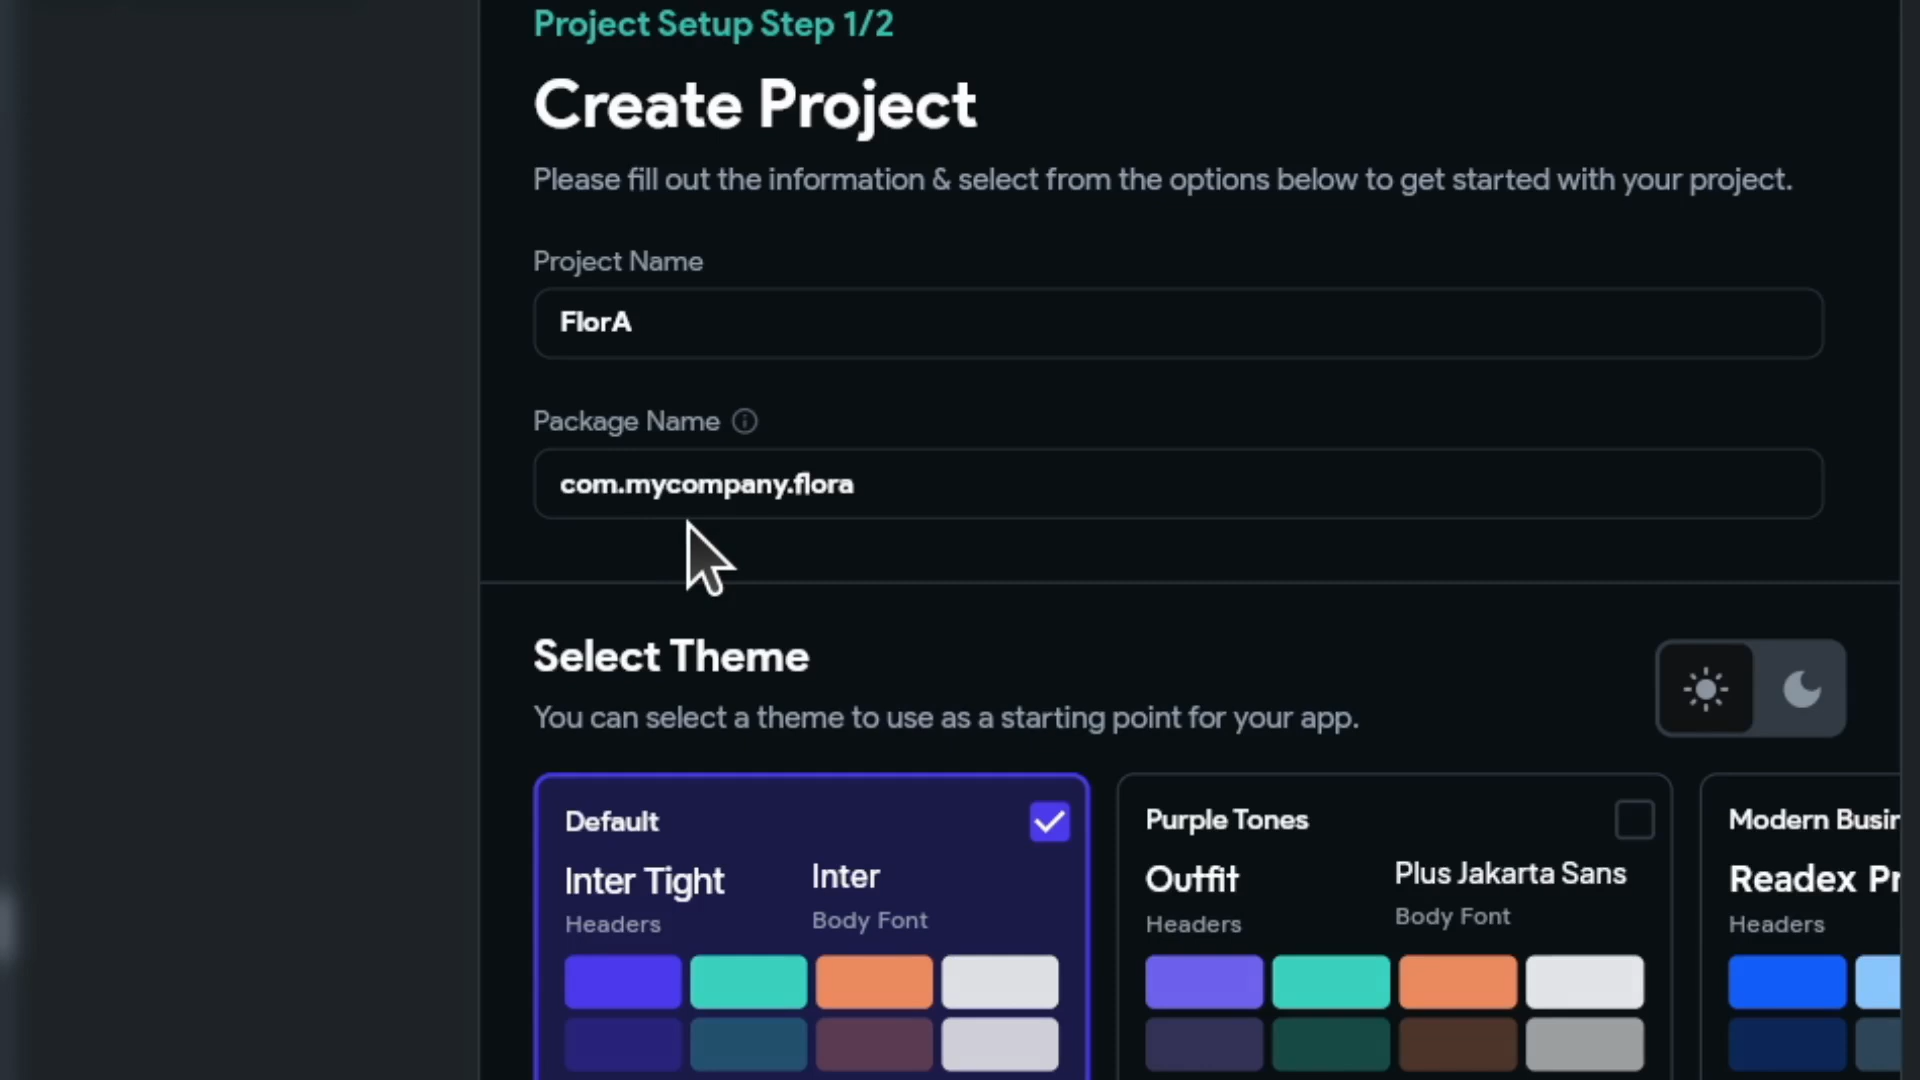 Project Setup Step 1/2
Create Project
Please fill out the information & select from the options below to get started with your project.
Project Name
FlorA
Package Name
com.mycompany.flora
Select Theme
You can select a theme to use as a starting point for your app.
Default
Inter Tight
Inter
Headers
Body Font
Purple Tones
Outfit
Plus Jakarta Sans
Headers
Body Font
Modern
Readex
Headers